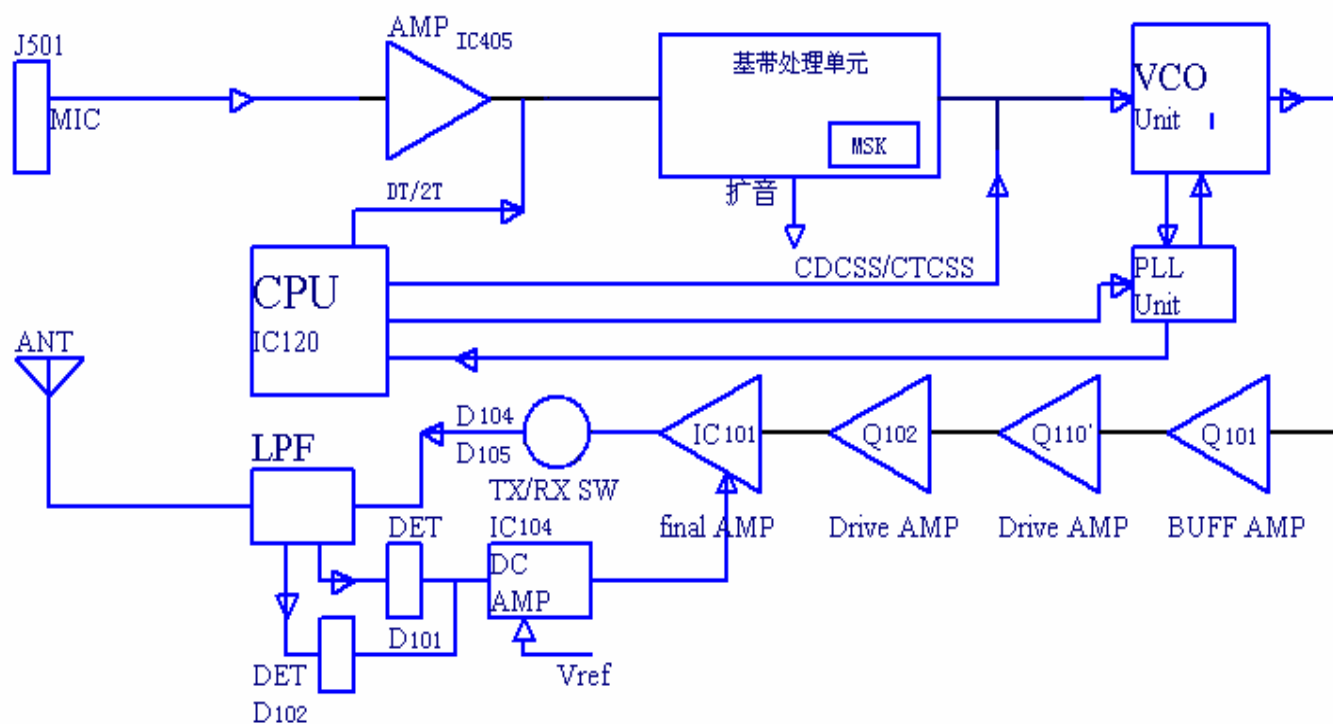 AMP
IC405
J501
MIC
基带处理单元
MSK
VCO
Unit
DT/2T
扩音
CDCSS/CTCSS
PLL
Unit
CPU
IC120
ANT
LPF
D104
D105
TX/RX SW
IC101
Q102
Q110'
Q101
final AMP
Drive AMP
Drive AMP
BUFF AMP
DET
D101
IC104
DC
AMP
Vref
DET
D102